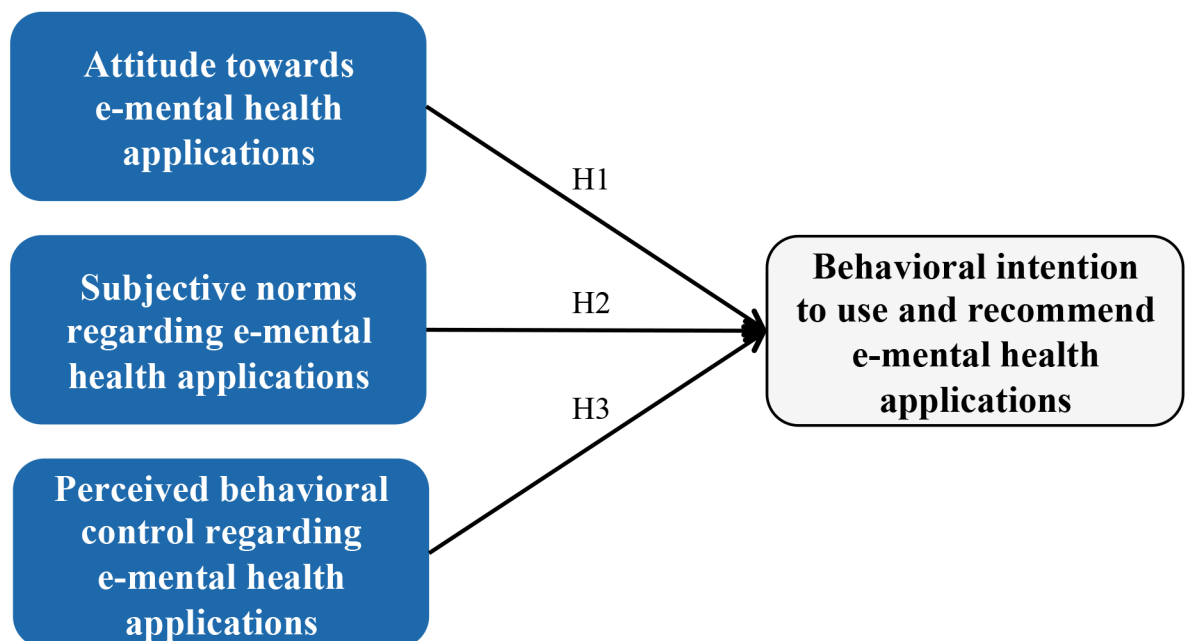 Attitude towards
e-mental health
applications
H1
Subjective norms
regarding e-mental
health applications
H2
Behavioral intention
to use and recommend
e-mental health
applications
H3
Perceived behavioral
control regarding
e-mental health
applications